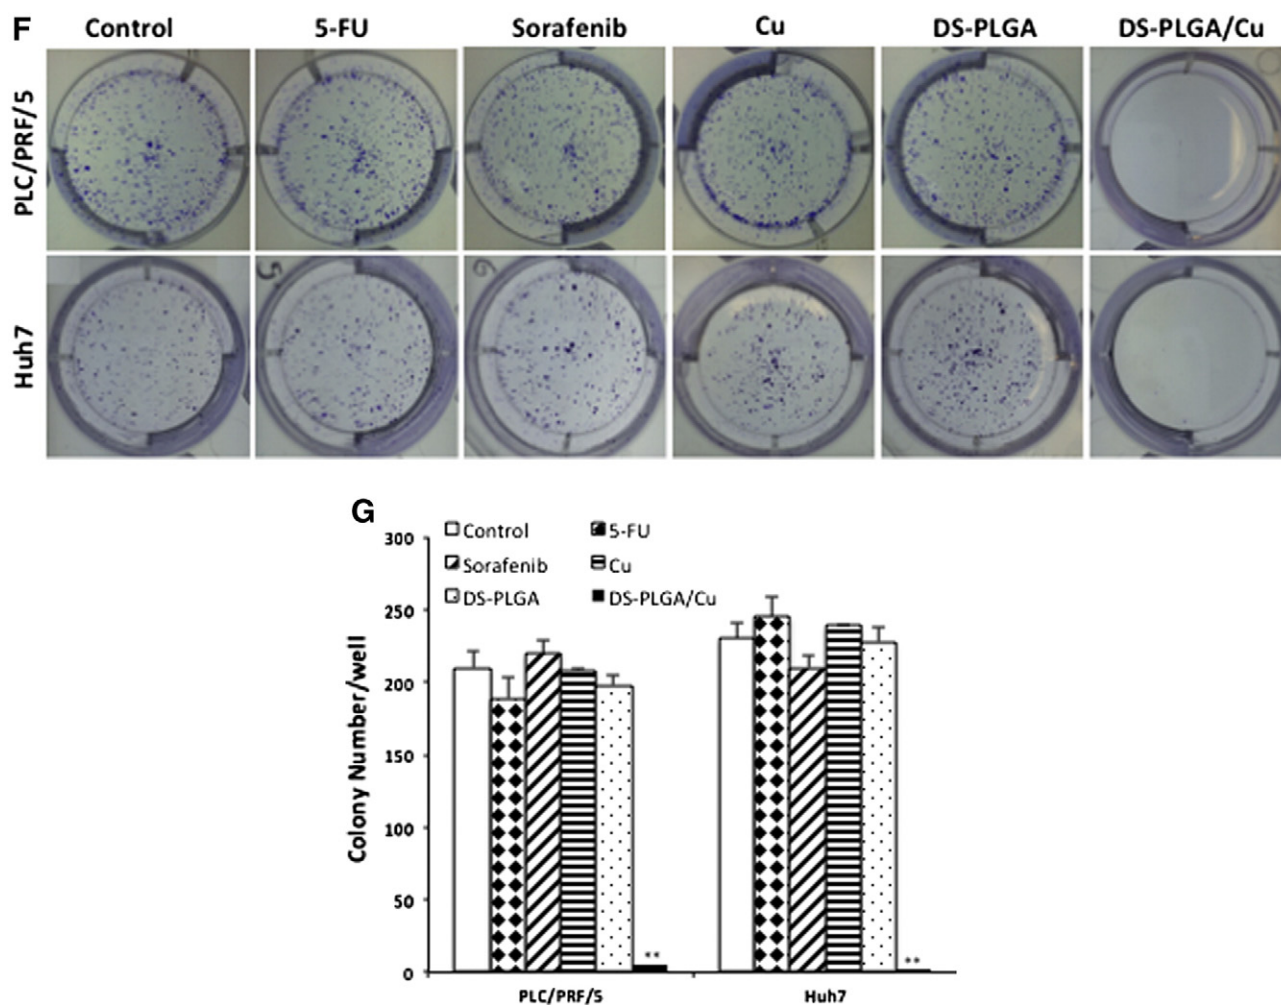 F Control 5-FU Sorafenib Cu DS-PLGA DS-PLGA/Cu
PLC/PRF/5
Huh7
G
Control 5-FU
Sorafenib Cu
DS-PLGA DS-PLGA/Cu
Colony Number/well
300
250
200
150
100
50
0
**
**
PLC/PRF/5 Huh7